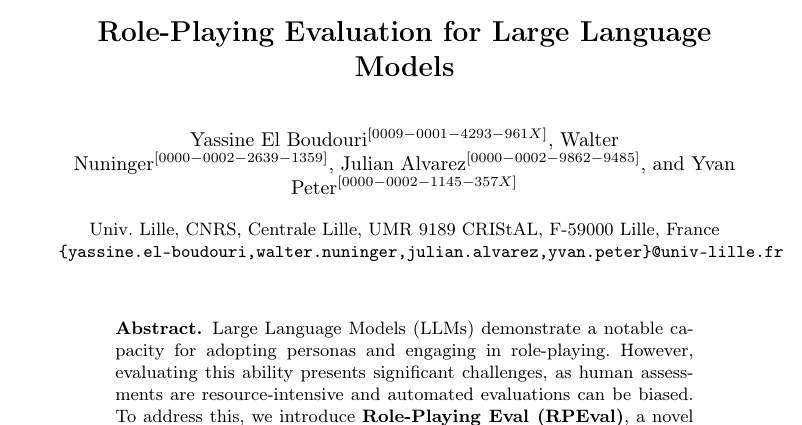 Role-Playing Evaluation for Large Language
Models
Yassine El Boudouri[0009−0001−4293−961X], Walter
Nuninger[0000−0002−2639−1359], Julian Alvarez[0000−0002−9862−9485], and Yvan
Peter[0000−0002−1145−357X]
Univ. Lille, CNRS, Centrale Lille, UMR 9189 CRIStAL, F-59000 Lille, France
{yassine.el-boudouri,walter.nuninger,julian.alvarez,yvan.peter}@univ-lille.fr
Abstract. Large Language Models (LLMs) demonstrate a notable ca-
pacity for adopting personas and engaging in role-playing. However,
evaluating this ability presents significant challenges, as human assess-
ments are resource-intensive and automated evaluations can be biased.
To address this, we introduce Role-Playing Eval (RPEval), a novel